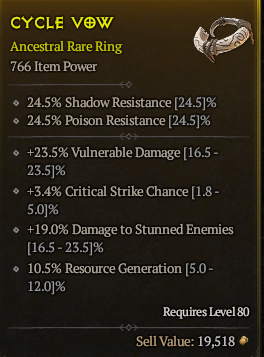 CYCLE VOW
Ancestral Rare Ring
766 Item Power
24.5% Shadow Resistance [24.5]%
24.5% Poison Resistance [24.5]%
+23.5% Vulnerable Damage [16.5 -
23.5]%
+3.4% Critical Strike Chance [1.8 -
5.0]%
+19.0% Damage to Stunned Enemies
[16.5 - 23.5]%
10.5% Resource Generation [5.0 -
12.0]%
Requires Level 80
Sell Value: 19,518